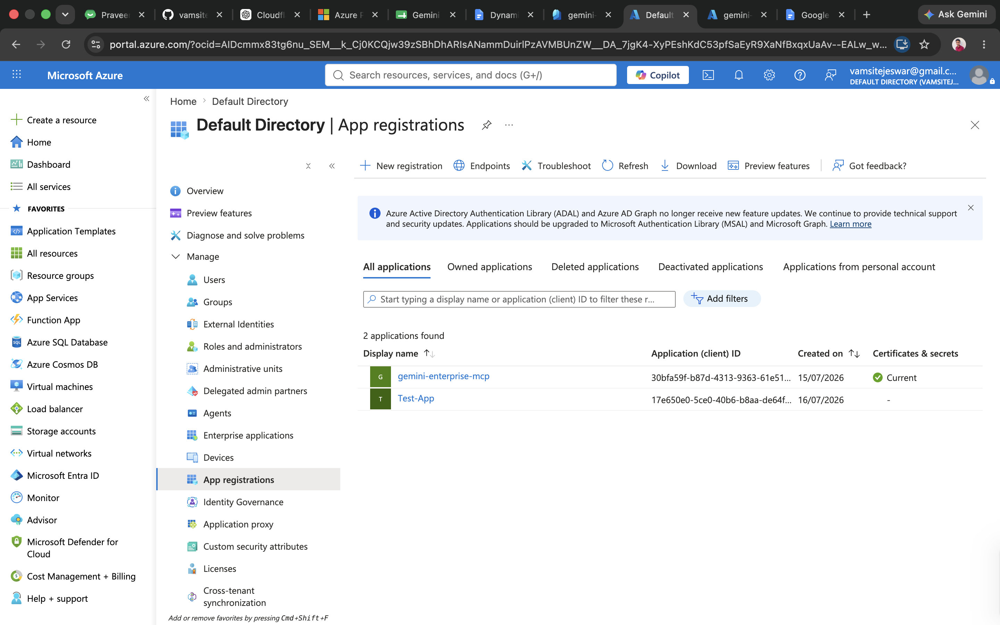 Praveen
vamsite
Cloudfl
Azure P
Gemini
Dynami
gemini-
Default
gemini-
Google
Ask Gemini
portal.azure.com/?ocid=AIDcmmx83tg6nu_SEM__k_Cj0KCQjw39zSBhDhARIsANammDuirlPzAVMBUnZW__DA_7jgK4-XyPEshKdC53pfSaEyR9XaNfBxqxUaAv--EALw_w...
Microsoft Azure
Search resources, services, and docs (G+/)
Copilot
vamsitejeswar@gmail.c...
DEFAULT DIRECTORY (VAMSITEJ...
Create a resource
Home
Dashboard
All services
FAVORITES
Application Templates
All resources
Resource groups
App Services
Function App
Azure SQL Database
Azure Cosmos DB
Virtual machines
Load balancer
Storage accounts
Virtual networks
Microsoft Entra ID
Monitor
Advisor
Microsoft Defender for
Cloud
Cost Management + Billing
Help + support
Home > Default Directory
Default Directory | App registrations
Overview
Preview features
Diagnose and solve problems
Manage
Users
Groups
External Identities
Roles and administrators
Administrative units
Delegated admin partners
Agents
Enterprise applications
Devices
App registrations
Identity Governance
Application proxy
Custom security attributes
Licenses
Cross-tenant
synchronization
Add or remove favorites by pressing Cmd+Shift+F
New registration
Endpoints
Troubleshoot
Refresh
Download
Preview features
Got feedback?
Azure Active Directory Authentication Library (ADAL) and Azure AD Graph no longer receive new feature updates. We continue to provide technical support
and security updates. Applications should be upgraded to Microsoft Authentication Library (MSAL) and Microsoft Graph. Learn more
All applications
Owned applications
Deleted applications
Deactivated applications
Applications from personal account
Start typing a display name or application (client) ID to filter these r...
Add filters
2 applications found
Display name
Application (client) ID
Created on
Certificates & secrets
G gemini-enterprise-mcp 30bfa59f-b87d-4313-9363-61e51... 15/07/2026 Current
T Test-App 17e650e0-5ce0-40b6-b8aa-de64f... 16/07/2026 -